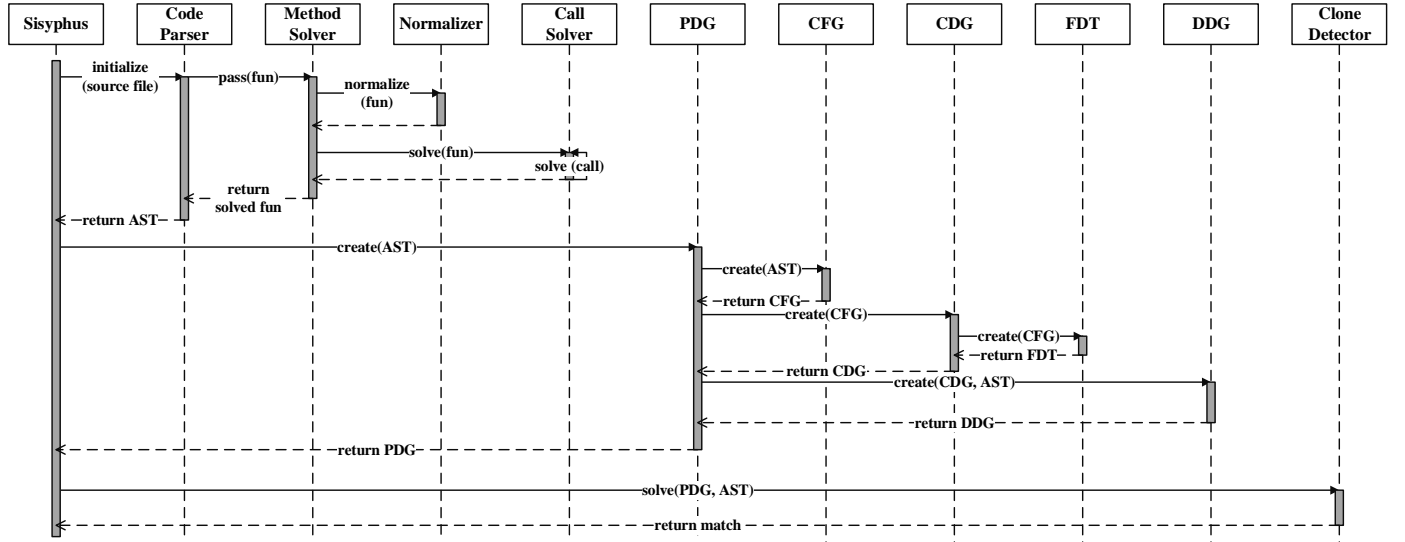 Sisyphus
Code
Parser
Method
Solver
Normalizer
Call
Solver
PDG
CFG
CDG
FDT
DDG
Clone
Detector
initialize
(source file)
pass(fun)
normalize
(fun)
solve(fun)
solve (call)
return
solved fun
return AST
create(AST)
create(AST)
return CFG
create(CFG)
create(CFG)
return FDT
return CDG
create(CDG, AST)
return DDG
return PDG
solve(PDG, AST)
return match